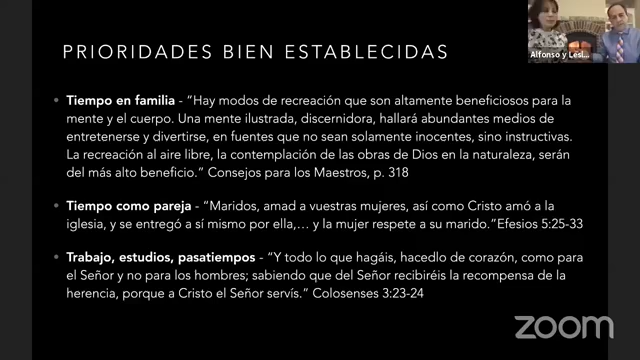 Alfonso y Lesl...
PRIORIDADES BIEN ESTABLECIDAS
• Tiempo en familia - “Hay modos de recreación que son altamente beneficiosos para la
mente y el cuerpo. Una mente ilustrada, discernidora, hallará abundantes medios de
entretenerse y divertirse, en fuentes que no sean solamente inocentes, sino instructivas.
La recreación al aire libre, la contemplación de las obras de Dios en la naturaleza, serán
del más alto beneficio.” Consejos para los Maestros, p. 318
• Tiempo como pareja - “Maridos, amad a vuestras mujeres, así como Cristo amó a la
iglesia, y se entregó a sí mismo por ella,… y la mujer respete a su marido.”Efesios 5:25-33
• Trabajo, estudios, pasatiempos - “Y todo lo que hagáis, hacedlo de corazón, como para
el Señor y no para los hombres; sabiendo que del Señor recibiréis la recompensa de la
herencia, porque a Cristo el Señor servís.” Colosenses 3:23-24
zoom